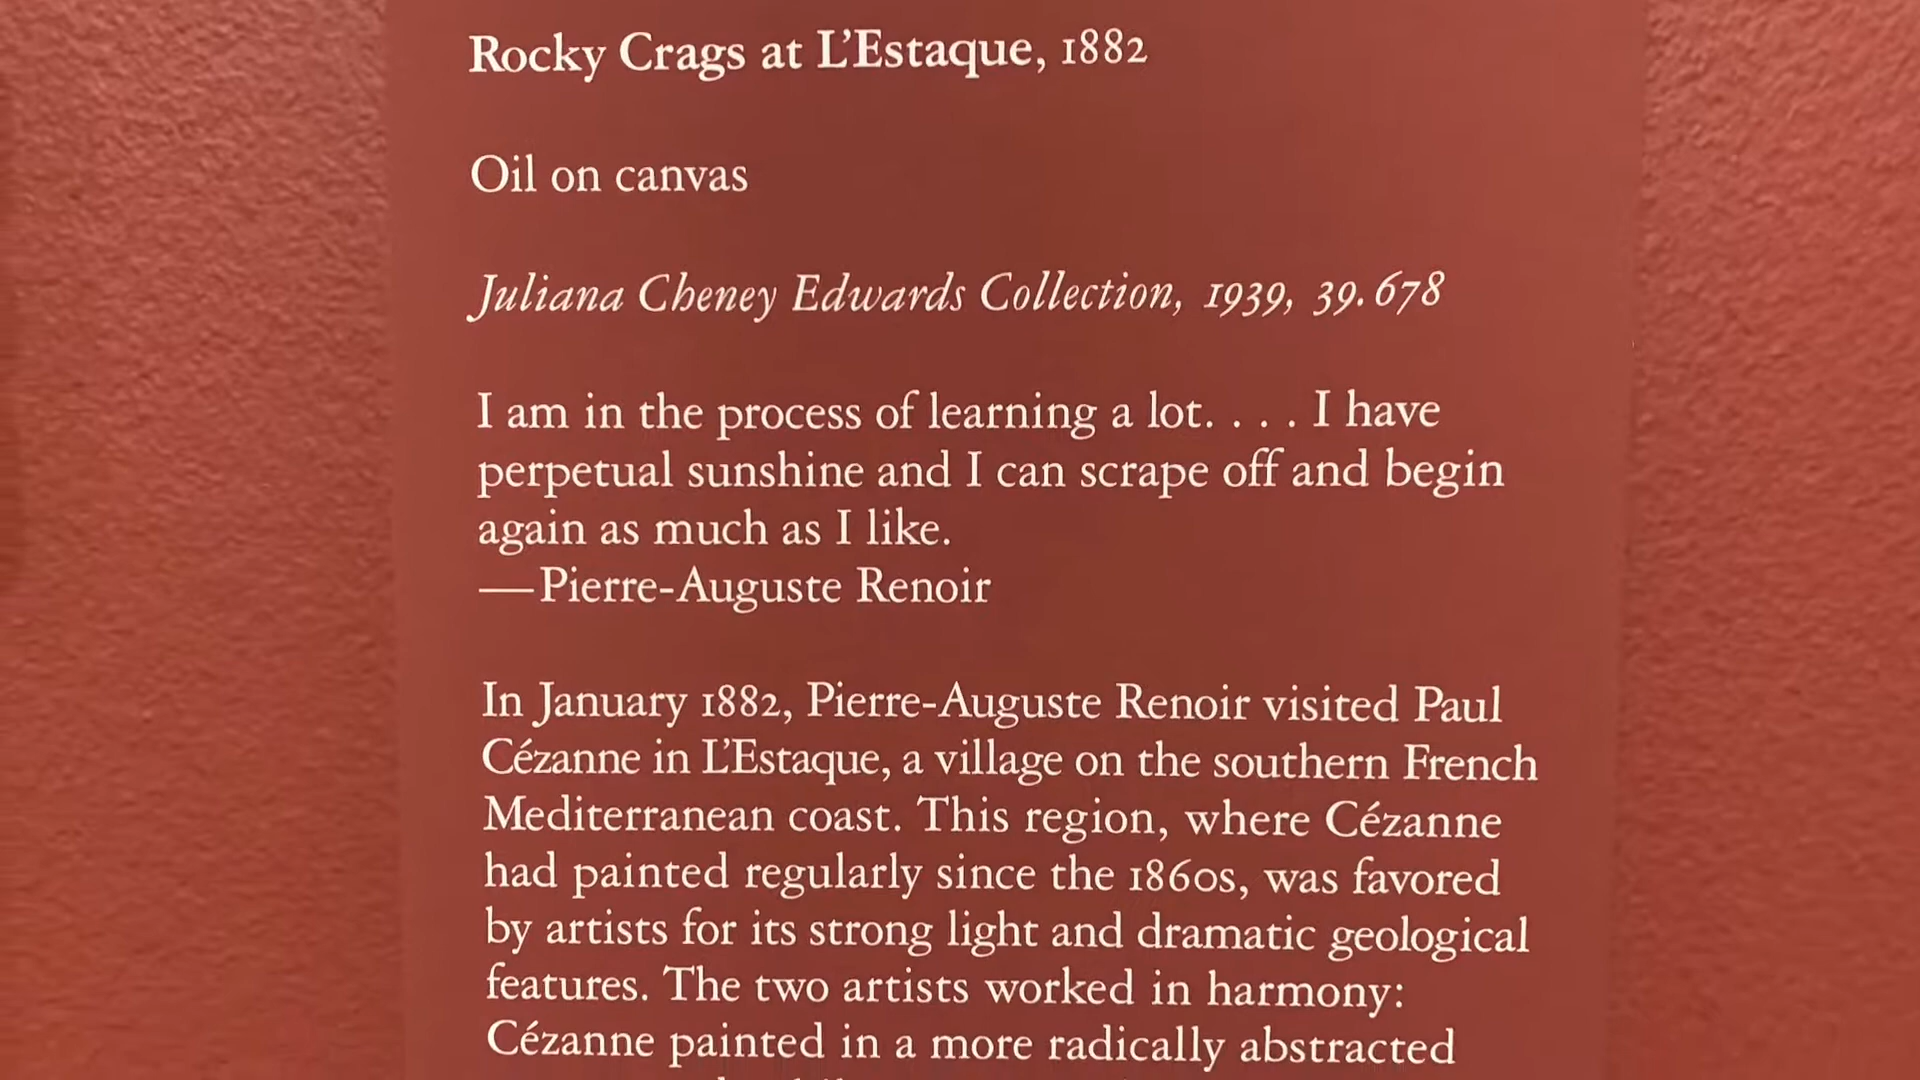 Rocky Crags at L'Estaque, 1882
Oil on canvas
Juliana Cheney Edwards Collection, 1939, 39.678
I am in the process of learning a lot. . . . I have
perpetual sunshine and I can scrape off and begin
again as much as I like.
—Pierre-Auguste Renoir
In January 1882, Pierre-Auguste Renoir visited Paul
Cézanne in L'Estaque, a village on the southern French
Mediterranean coast. This region, where Cézanne
had painted regularly since the 1860s, was favored
by artists for its strong light and dramatic geological
features. The two artists worked in harmony:
Cézanne painted in a more radically abstracted